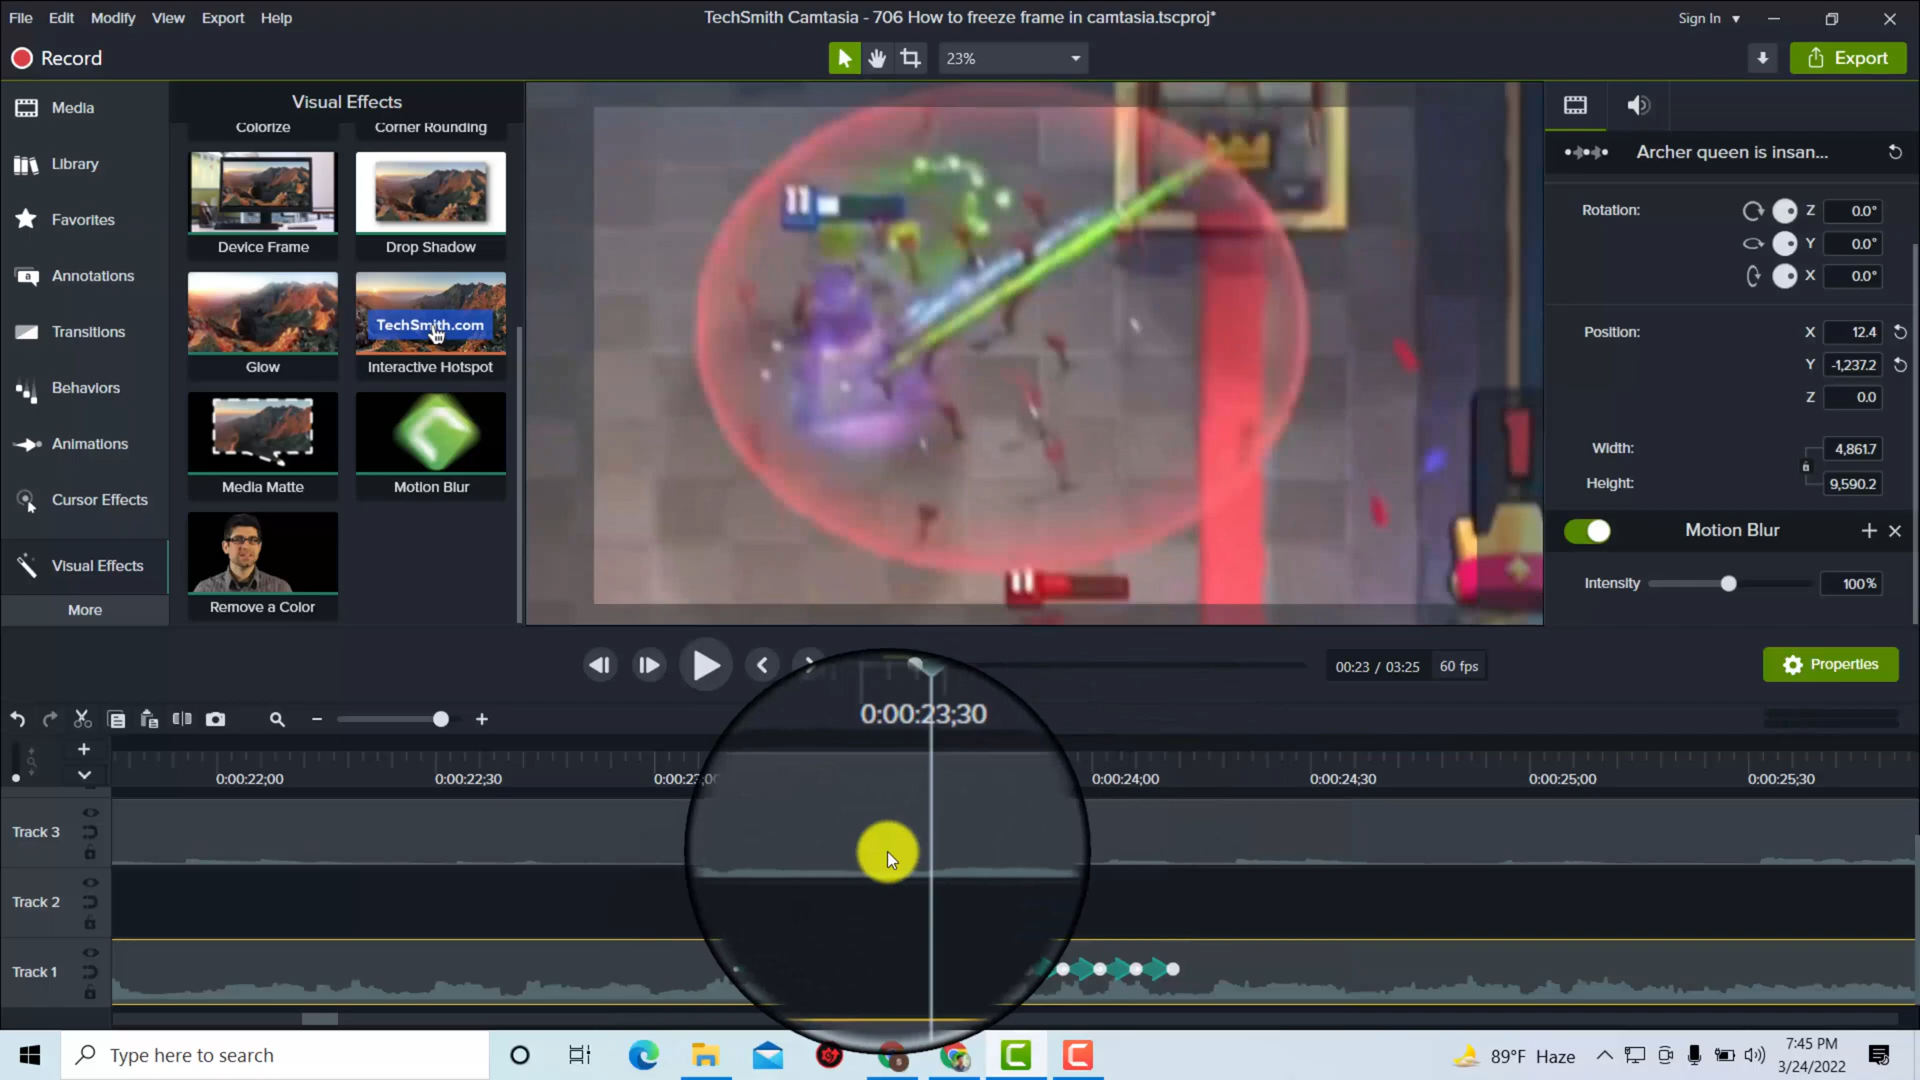 File Edit Modify View Export Help
TechSmith Camtasia - 706 How to freeze frame in camtasia.tscproj*
Sign In
Record
23%
Export
Media
Library
Favorites
Annotations
Transitions
Behaviors
Animations
Cursor Effects
Visual Effects
More
Visual Effects
Colorize Corner Rounding
Device Frame Drop Shadow
TechSmith.com
Glow Interactive Hotspot
Media Matte Motion Blur
Remove a Color
11
11
Archer queen is insan...
Rotation: Z 0.0°
Y 0.0°
X 0.0°
Position: X 12.4
Y -1,237.2
Z 0.0
Width: 4,861.7
Height: 9,590.2
Motion Blur
Intensity 100%
00:23 / 03:25 60 fps
Properties
0:00:23;30
0:00:22;00 0:00:22;30 0:00:24;00 0:00:24;30 0:00:25;00 0:00:25;30
Track 3
Track 2
Track 1
Type here to search
89°F Haze
7:45 PM
3/24/2022